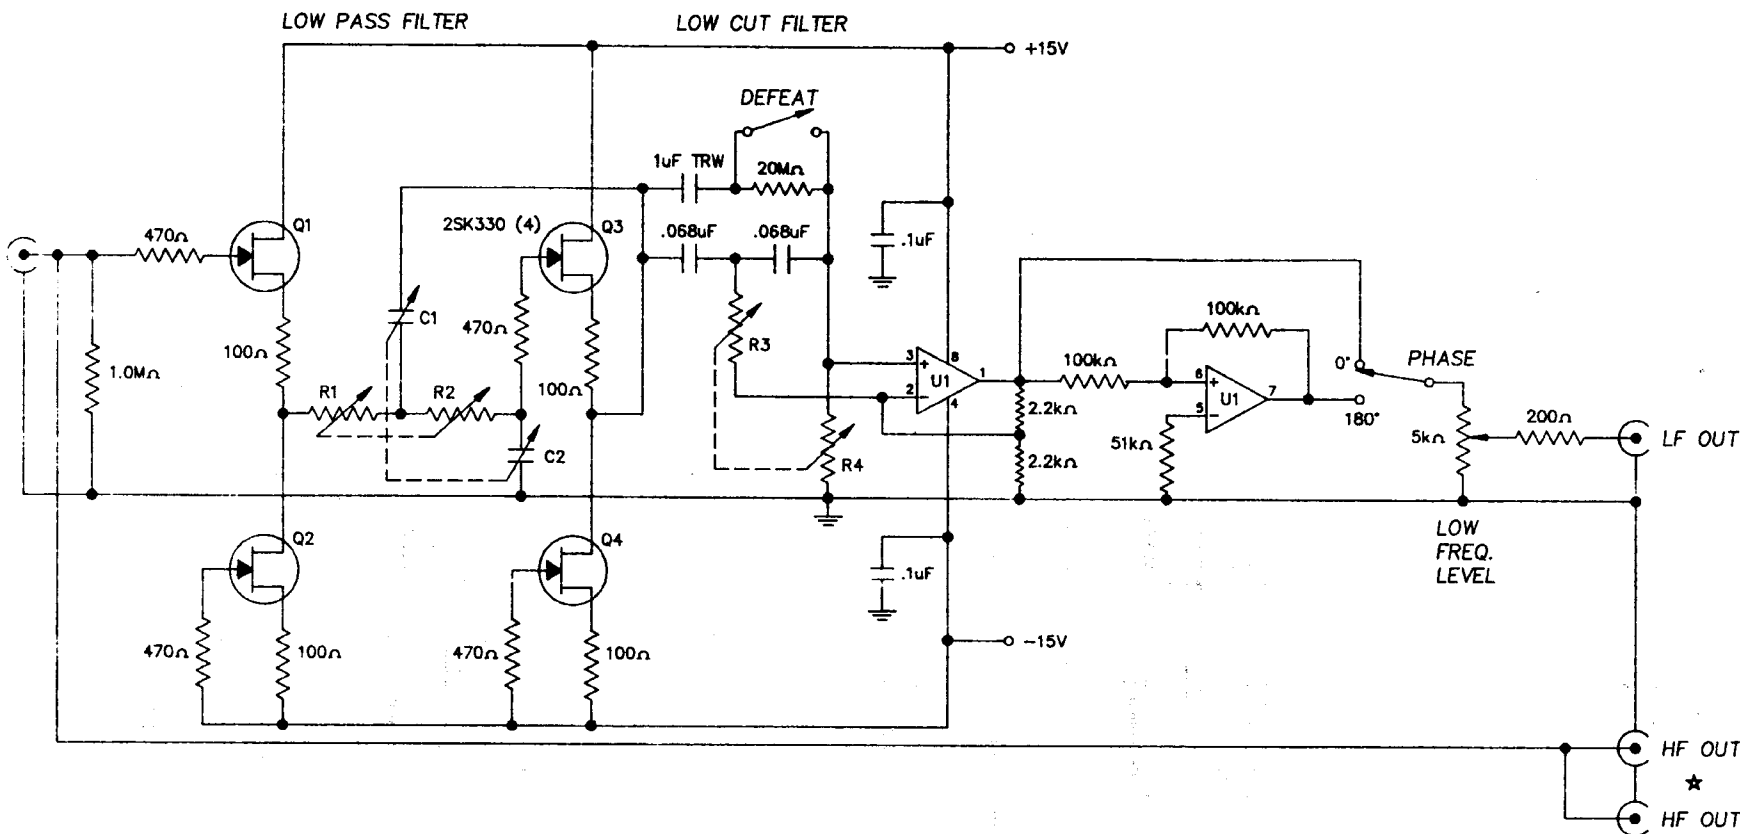 LOW PASS FILTER
LOW CUT FILTER
+15V
DEFEAT
1uF TRW
20MΩ
Q1
2SK330 (4)
Q3
470Ω
.068uF
.068uF
.1uF
C1
470Ω
100kΩ
100Ω
R3
0°
PHASE
1.0MΩ
100Ω
3
+
8
U1
1
100kΩ
6
+
U1
7
R1
R2
2
−
4
2.2kΩ
5
−
180°
200Ω
5kΩ
51kΩ
LF OUT
C2
R4
2.2kΩ
Q2
Q4
LOW
FREQ.
LEVEL
.1uF
470Ω
100Ω
470Ω
100Ω
−15V
HF OUT
☆
HF OUT